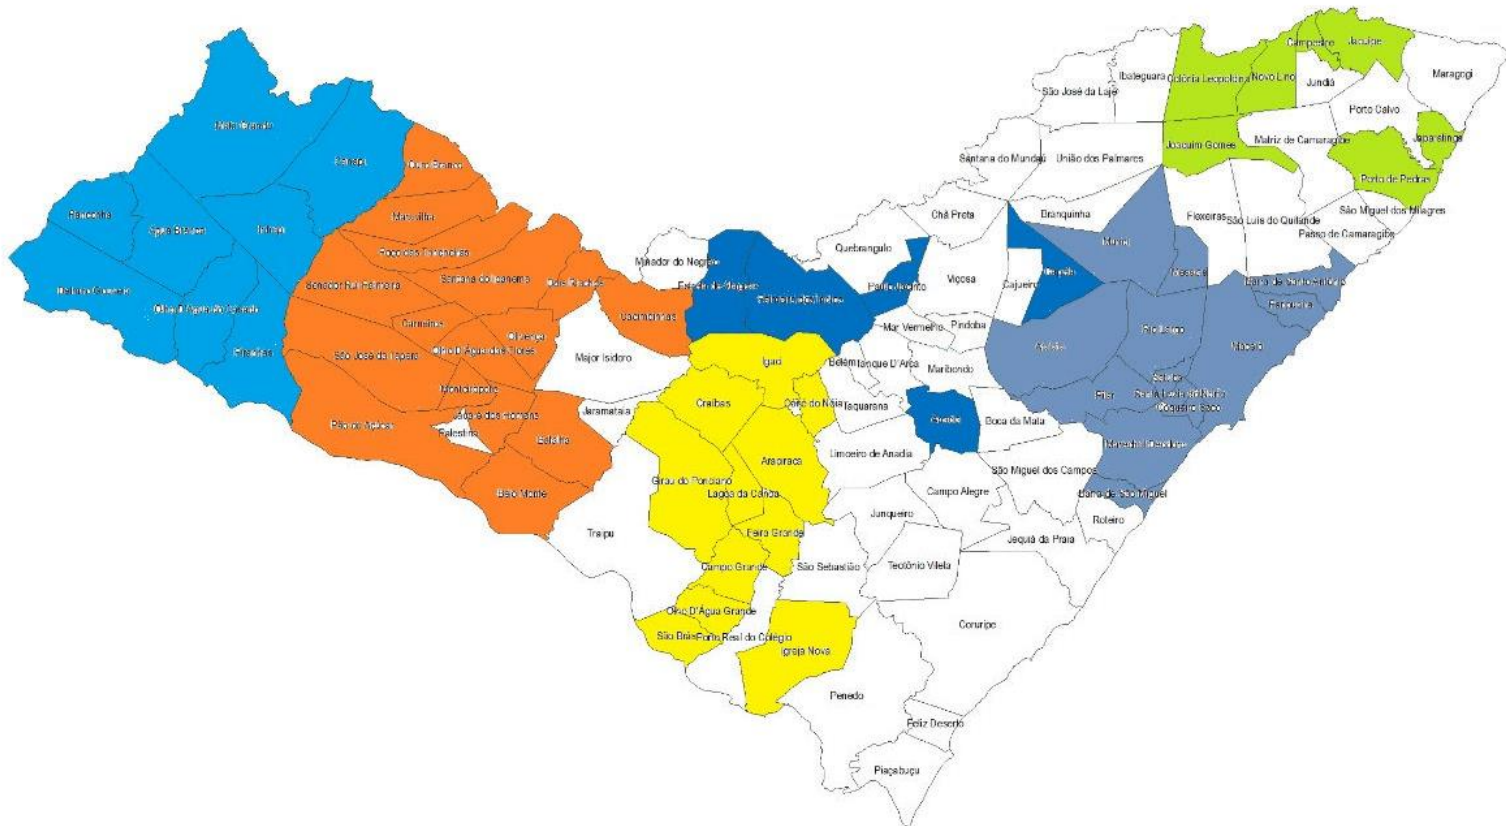 Campestre
Jacuípe
Maragogi
Ibateguara
Colônia Leopoldina
Novo Lino
Jundiá
São José da Laje
Porto Calvo
Mata Grande
Canapi
Ouro Branco
Santana do Mundaú
União dos Palmares
Joaquim Gomes
Matriz de Camaragibe
Japaratinga
Porto de Pedras
Pariconha
Água Branca
Inhapi
Maravilha
Chã Preta
Branquinha
Flexeiras
São Luis do Quitunde
São Miguel dos Milagres
Passo de Camaragibe
Poço das Trincheiras
Santana do Ipanema
Senador Rui Palmeira
Dois Riachos
Minador do Negrão
Estrela de Alagoas
Palmeira dos Índios
Quebrangulo
Paulo Jacinto
Viçosa
Cajueiro
Capela
Murici
Messias
Barra de Santo Antônio
Paripueira
Delmiro Gouveia
Olho D'Água do Casado
Piranhas
Cacimbinhas
Carneiros
Olivença
São José da Tapera
Olho D'Água das Flores
Major Isidoro
Igaci
Belém
Tanque D'Arca
Mar Vermelho
Pindoba
Maribondo
Atalaia
Rio Largo
Maceió
Monteirópolis
Jacaré dos Homens
Pão de Açúcar
Palestina
Batalha
Jaramataia
Craíbas
Coité do Nóia
Taquarana
Anadia
Boca da Mata
Pilar
Satuba
Santa Luzia do Norte
Coqueiro Seco
Marechal Deodoro
Belo Monte
Traipu
Girau do Ponciano
Arapiraca
Lagoa da Canoa
Limoeiro de Anadia
São Miguel dos Campos
Campo Alegre
Barra de São Miguel
Roteiro
Feira Grande
Junqueiro
Jequiá da Praia
Campo Grande
São Sebastião
Teotônio Vilela
Olho D'Água Grande
São Brás
Porto Real do Colégio
Igreja Nova
Coruripe
Penedo
Feliz Deserto
Piaçabuçu